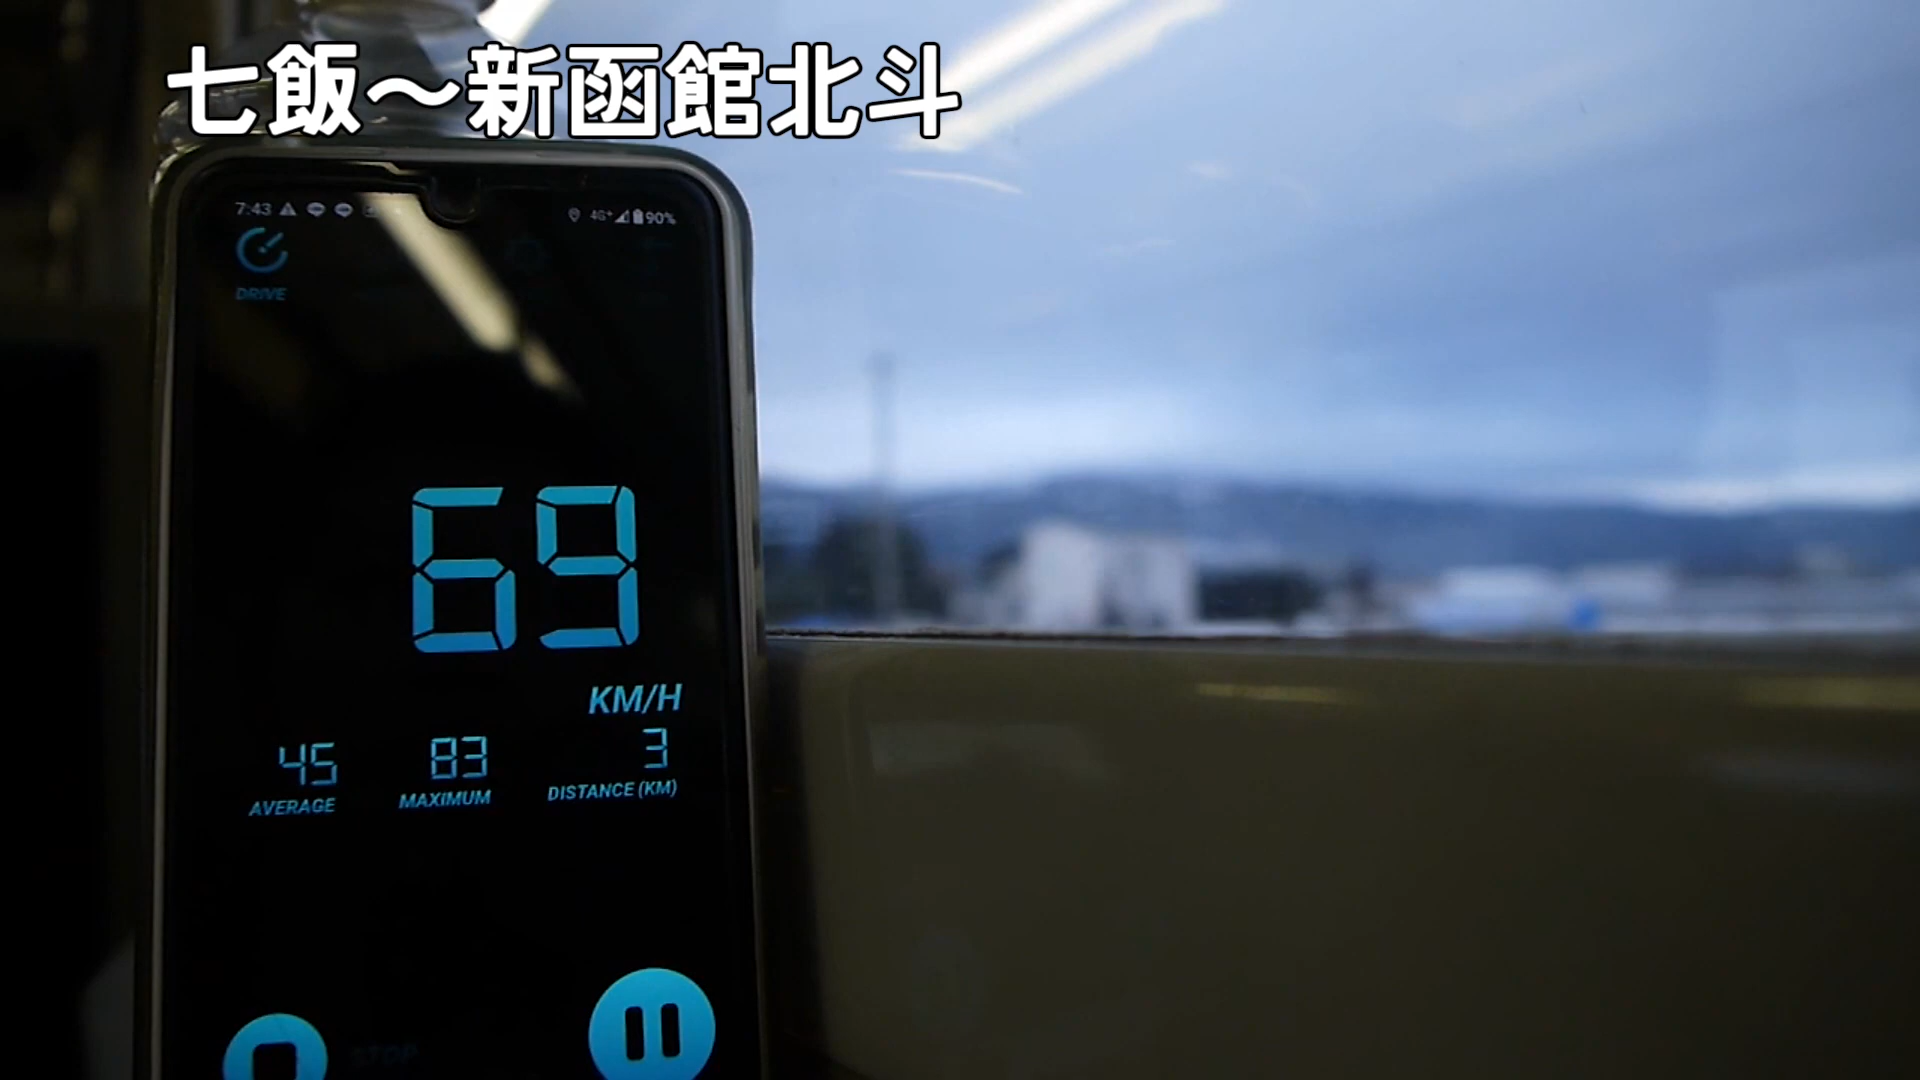 七飯～新函館北斗
7:43 4G+ 90%
DRIVE
69
KM/H
45 83 3
AVERAGE MAXIMUM DISTANCE (KM)
STOP